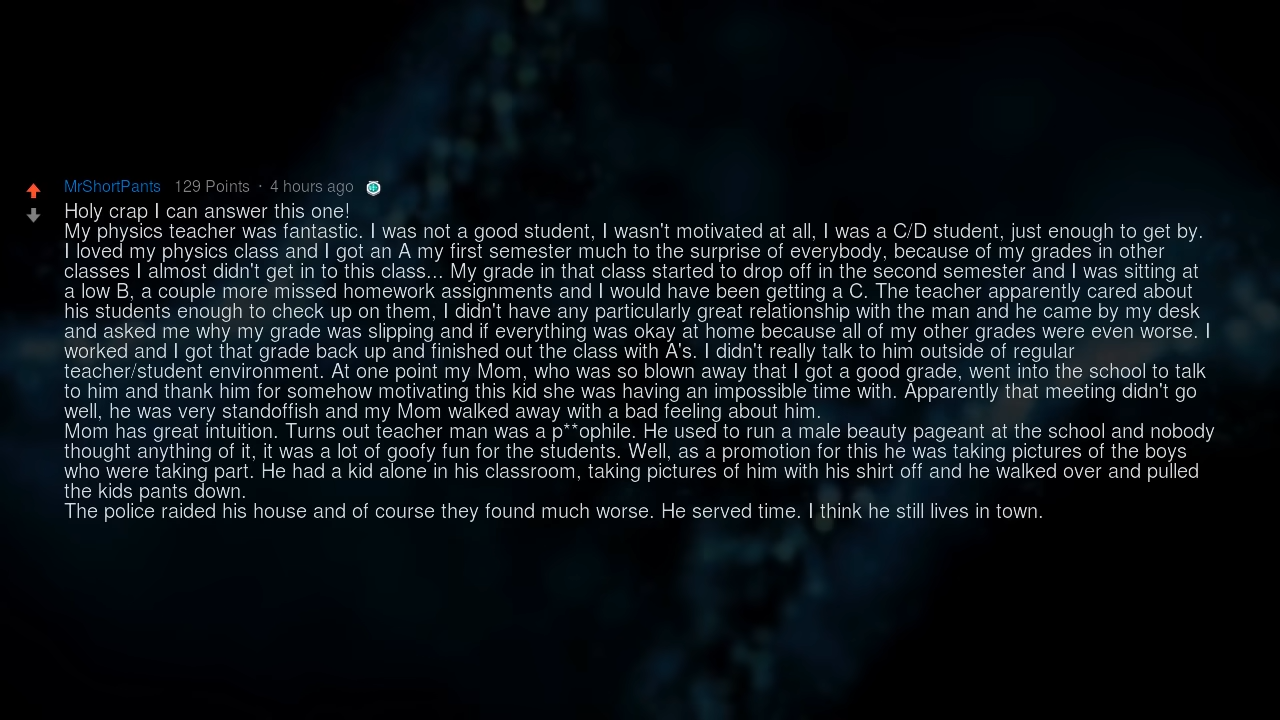 MrShortPants 129 Points · 4 hours ago
Holy crap I can answer this one!
My physics teacher was fantastic. I was not a good student, I wasn't motivated at all, I was a C/D student, just enough to get by.
I loved my physics class and I got an A my first semester much to the surprise of everybody, because of my grades in other
classes I almost didn't get in to this class... My grade in that class started to drop off in the second semester and I was sitting at
a low B, a couple more missed homework assignments and I would have been getting a C. The teacher apparently cared about
his students enough to check up on them, I didn't have any particularly great relationship with the man and he came by my desk
and asked me why my grade was slipping and if everything was okay at home because all of my other grades were even worse. I
worked and I got that grade back up and finished out the class with A's. I didn't really talk to him outside of regular
teacher/student environment. At one point my Mom, who was so blown away that I got a good grade, went into the school to talk
to him and thank him for somehow motivating this kid she was having an impossible time with. Apparently that meeting didn't go
well, he was very standoffish and my Mom walked away with a bad feeling about him.
Mom has great intuition. Turns out teacher man was a p**ophile. He used to run a male beauty pageant at the school and nobody
thought anything of it, it was a lot of goofy fun for the students. Well, as a promotion for this he was taking pictures of the boys
who were taking part. He had a kid alone in his classroom, taking pictures of him with his shirt off and he walked over and pulled
the kids pants down.
The police raided his house and of course they found much worse. He served time. I think he still lives in town.